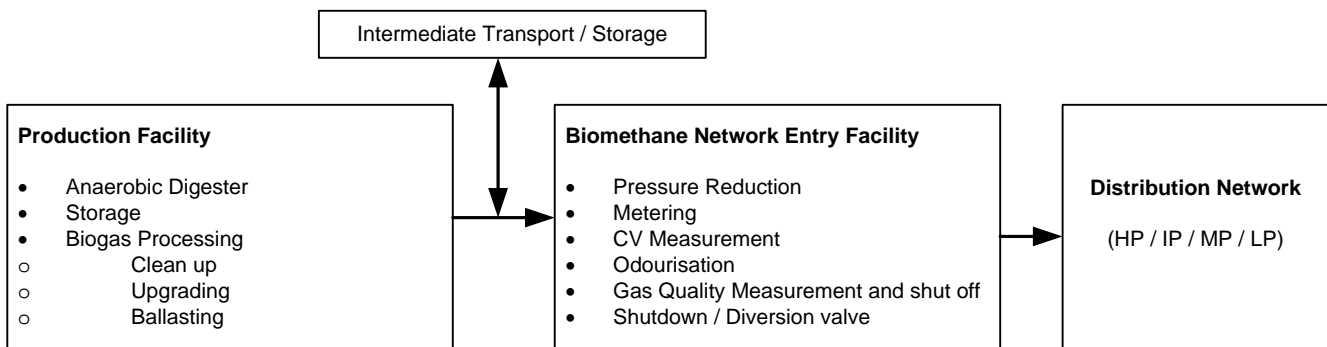 Intermediate Transport / Storage
Production Facility
• Anaerobic Digester
• Storage
• Biogas Processing
o Clean up
o Upgrading
o Ballasting
Biomethane Network Entry Facility
• Pressure Reduction
• Metering
• CV Measurement
• Odourisation
• Gas Quality Measurement and shut off
• Shutdown / Diversion valve
Distribution Network
(HP / IP / MP / LP)